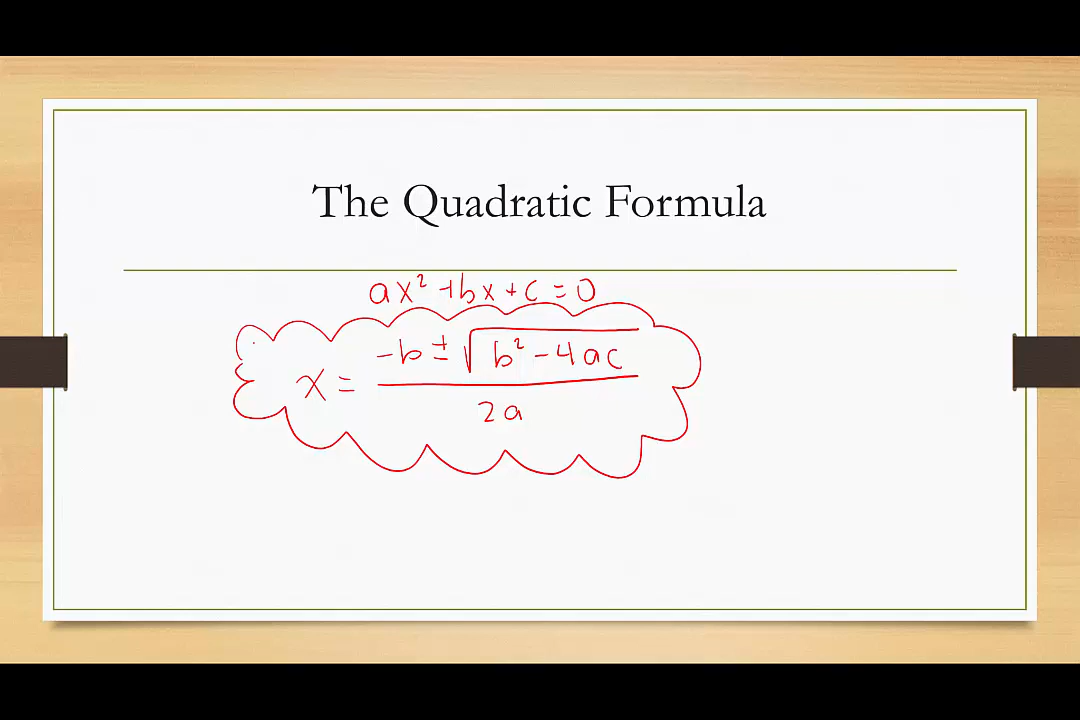 The Quadratic Formula
ax² + bx + c = 0
x = -b ± √b² - 4ac
2a